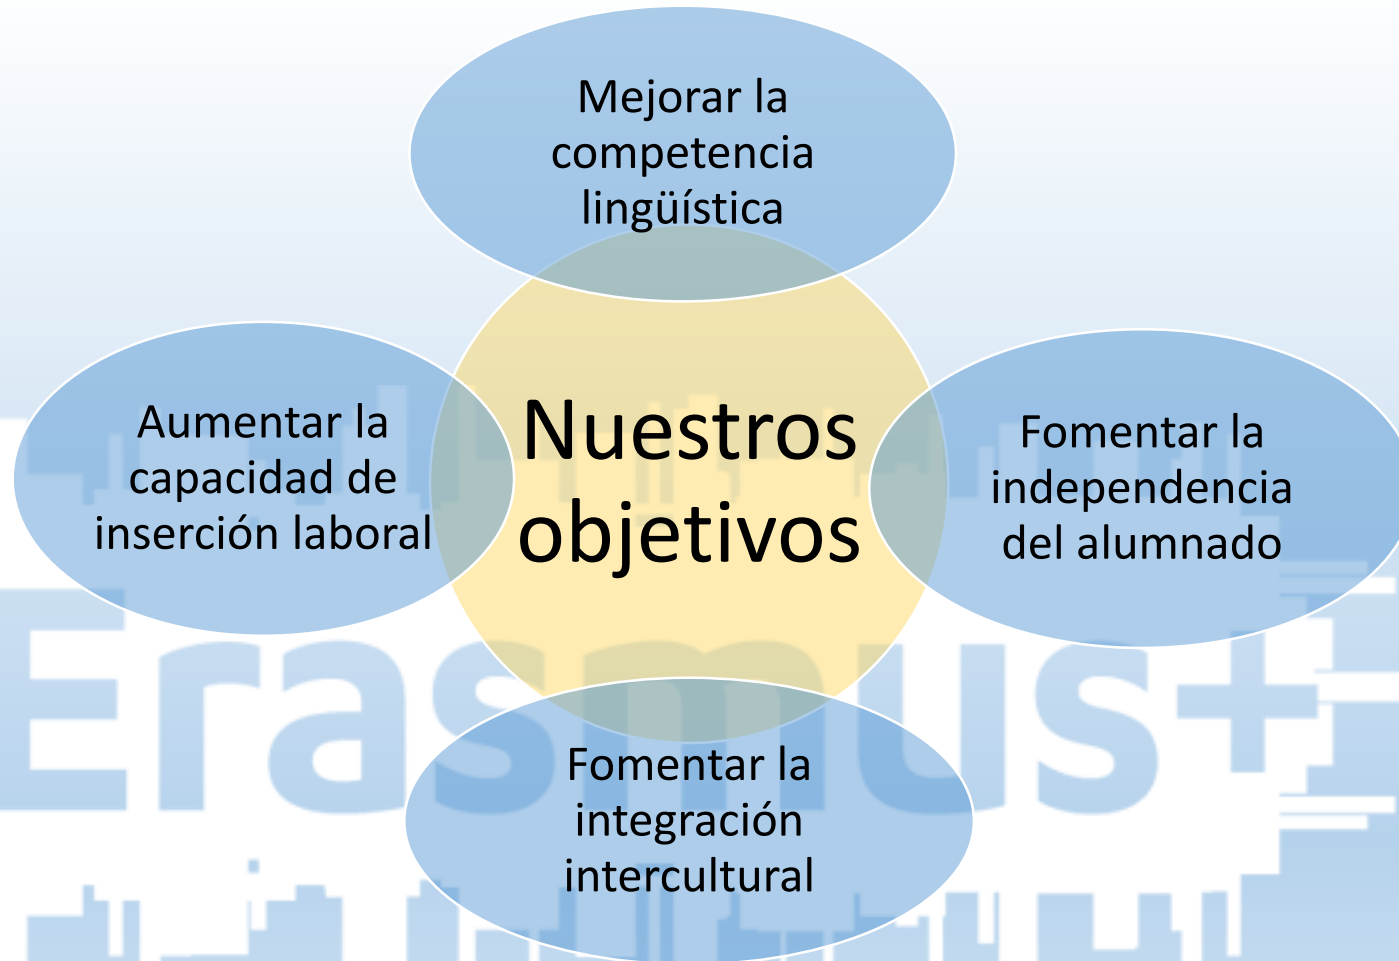 Mejorar la
competencia
lingüística
Aumentar la
capacidad de
inserción laboral
Nuestros
objetivos
Fomentar la
independencia
del alumnado
Fomentar la
integración
intercultural
Erasmus+